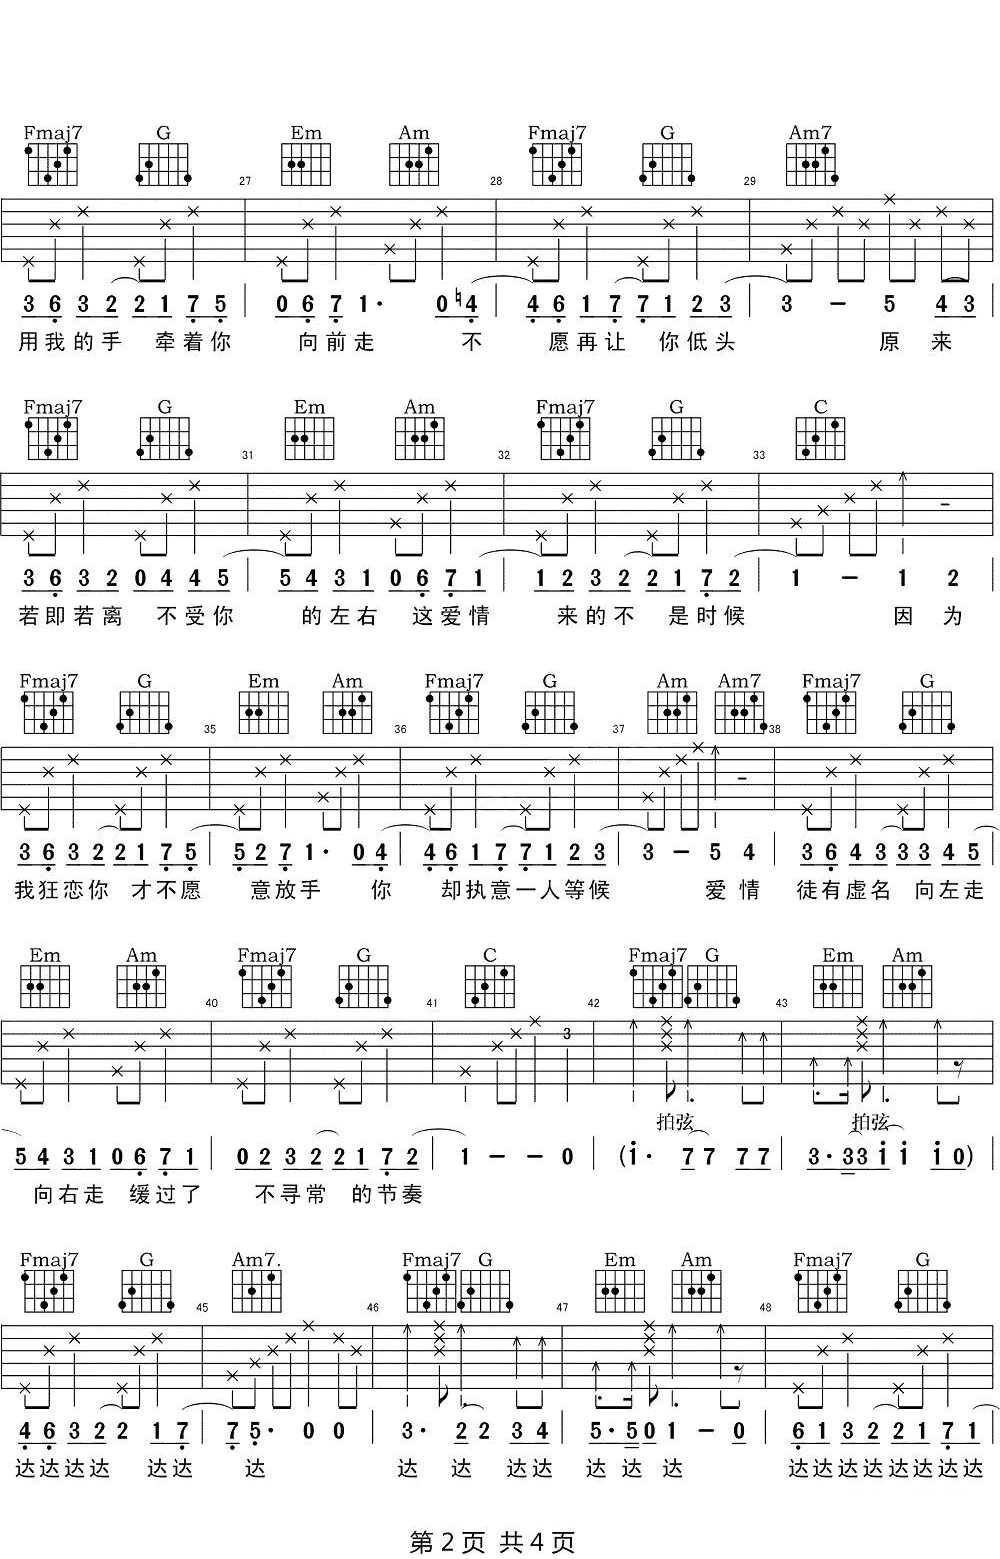 Fmaj7 G Em Am Fmaj7 G Am7
27 28 29
3 6 3 2 2 1 7 5 | 0 6 7 1· 0 ♮4 | 4 6 1 7 7 1 2 3 | 3 — 5 4 3
用我的手 牵着你 向前走 不 愿再让 你低头 原 来
Fmaj7 G Em Am Fmaj7 G C
31 32 33
3 6 3 2 0 4 4 5 | 5 4 3 1 0 6 7 1 | 1 2 3 2 2 1 7 2 | 1 — 1 2
若即若离 不受你 的左右 这爱情 来的不 是时候 因 为
Fmaj7 G Em Am Fmaj7 G Am Am7 Fmaj7 G
35 36 37 38
3 6 3 2 2 1 7 5 | 5 2 7 1· 0 4 | 4 6 1 7 7 1 2 3 | 3 — 5 4 | 3 6 4 3 3 3 4 5
我狂恋你 才不愿 意放手 你 却执意一人等候 爱 情 徒有虚名 向左走
Em Am Fmaj7 G C Fmaj7 G Em Am
40 41 42 43
3
拍弦 拍弦
5 4 3 1 0 6 7 1 | 0 2 3 2 2 1 7 2 | 1 — — 0 | (1· 7 7 7 7 | 3· 3 3 1 1 1 0)
向右走 缓过了 不寻常 的节奏
Fmaj7 G Am7. Fmaj7 G Em Am Fmaj7 G
45 46 47 48
4 6 3 2 2 1 7 | 7 5· 0 0 | 3· 2 2 3 4 | 5· 5 0 1 — 0 | 6 1 3 2 2 1 7 1
达达达达 达达 达 达 达 达达 达 达 达 达达达达达达达达
第 2 页 共 4 页